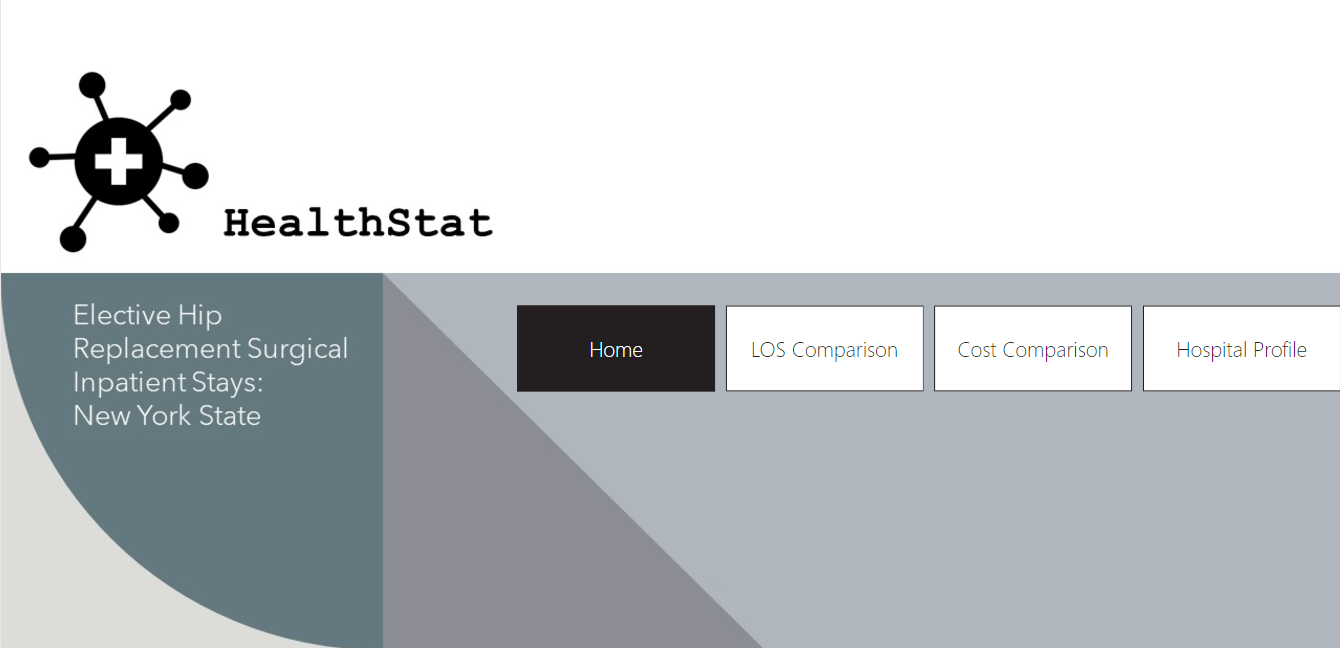 HealthStat
Elective Hip
Replacement Surgical
Inpatient Stays:
New York State
Home
LOS Comparison
Cost Comparison
Hospital Profile